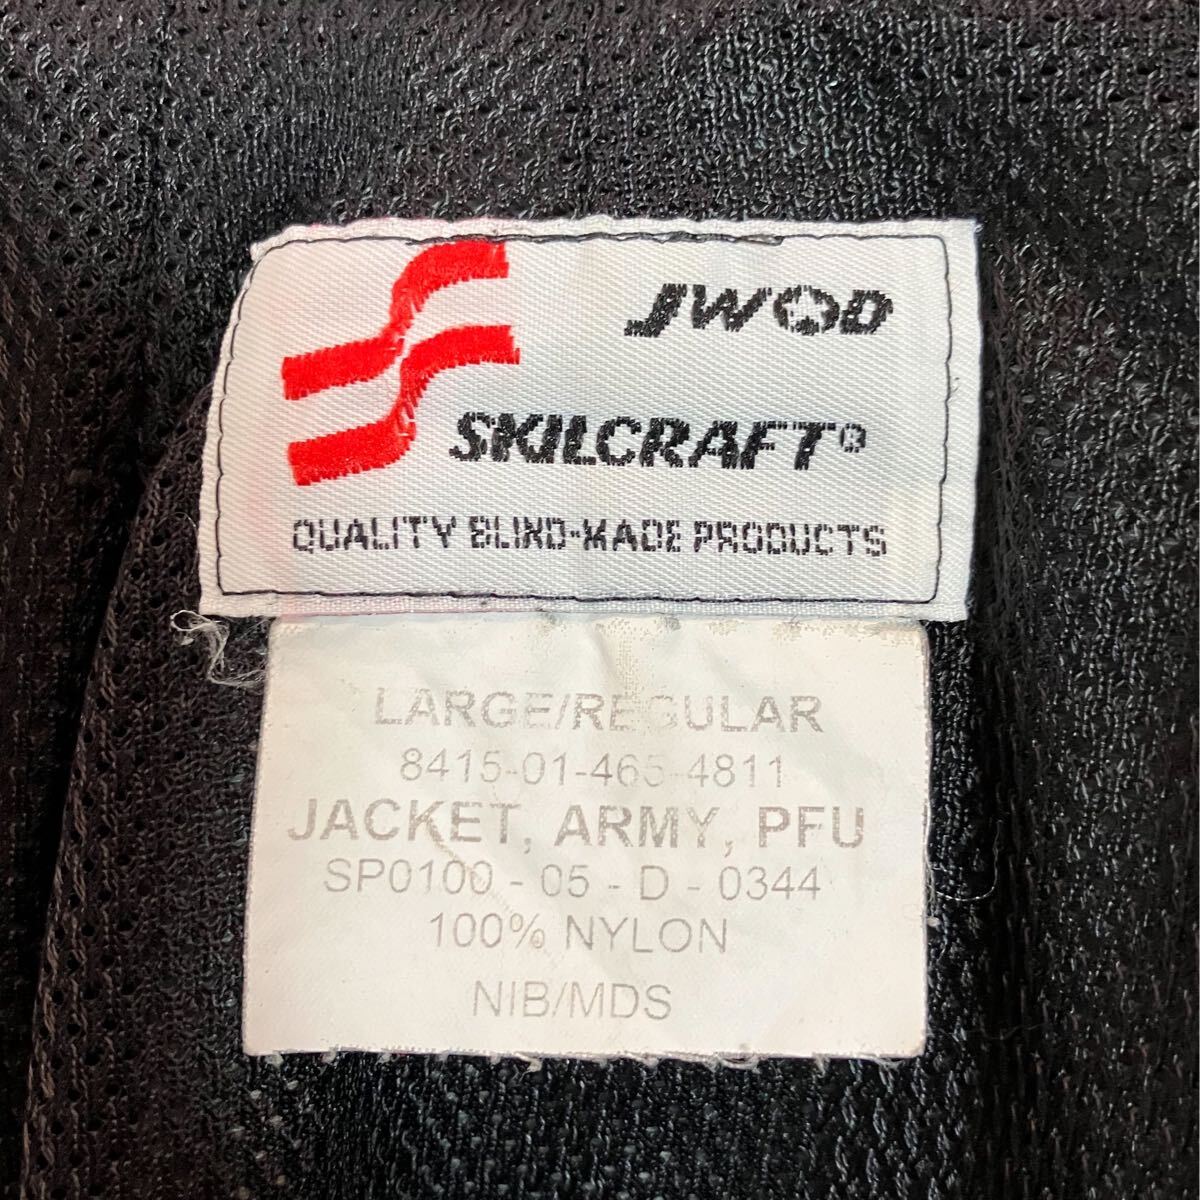 JWOD
SKILCRAFT®
QUALITY BLIND-MADE PRODUCTS
LARGE/REGULAR
8415-01-465-4811
JACKET, ARMY, PFU
SP0100 - 05 - D - 0344
100% NYLON
NIB/MDS